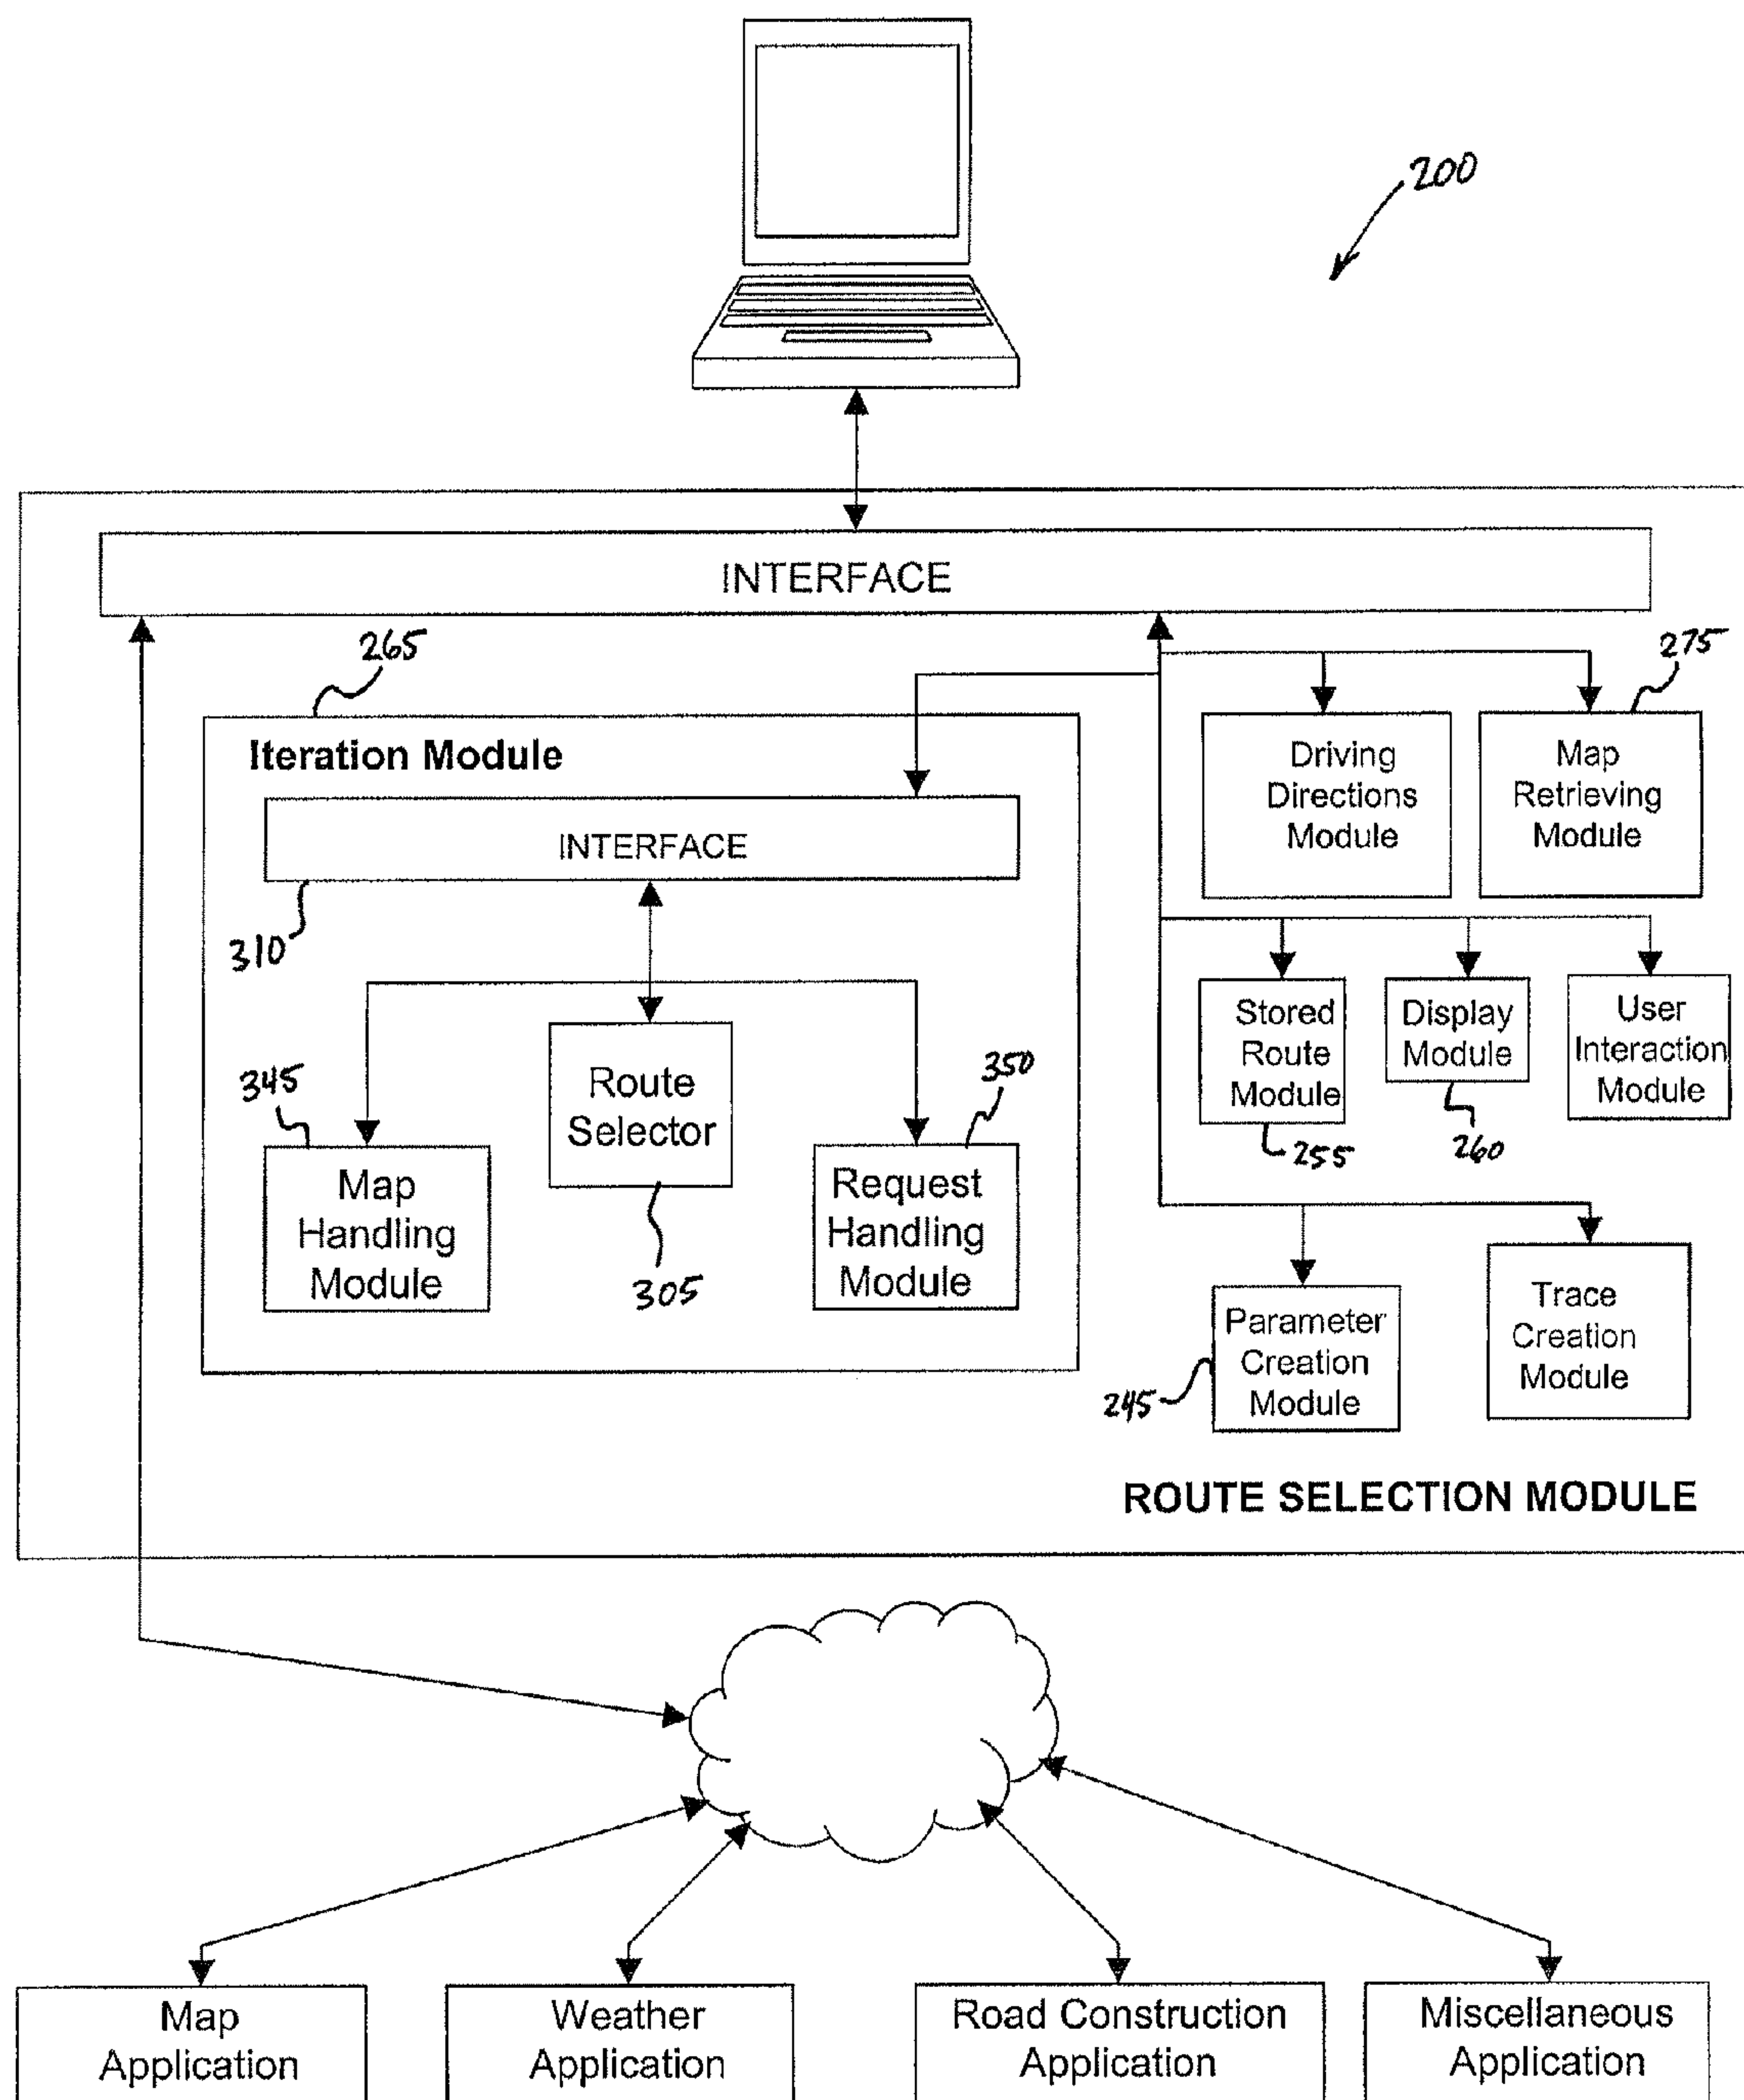 200
INTERFACE
265
275
Iteration Module
Driving
Directions
Module
Map
Retrieving
Module
INTERFACE
310
Stored
Route
Module
Display
Module
User
Interaction
Module
255
260
345
Route
Selector
350
Map
Handling
Module
305
Request
Handling
Module
Parameter
Creation
Module
245
Trace
Creation
Module
ROUTE SELECTION MODULE
Map
Application
Weather
Application
Road Construction
Application
Miscellaneous
Application